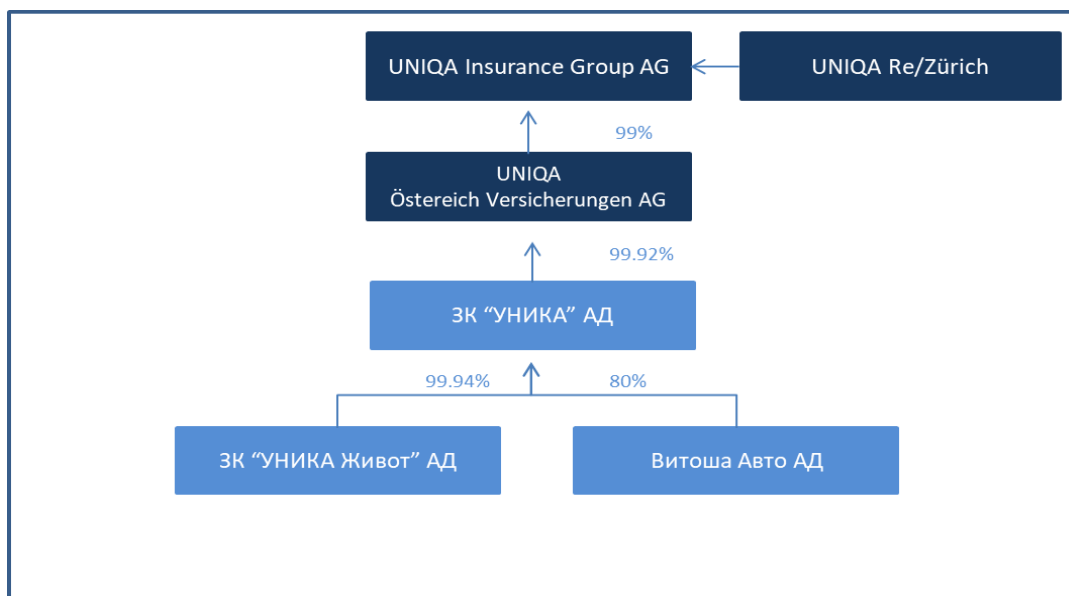 UNIQA Insurance Group AG
UNIQA Re/Zürich
99%
UNIQA
Östereich Versicherungen AG
99.92%
ЗК “УНИКА” АД
99.94%
80%
ЗК “УНИКА Живот” АД
Витоша Авто АД